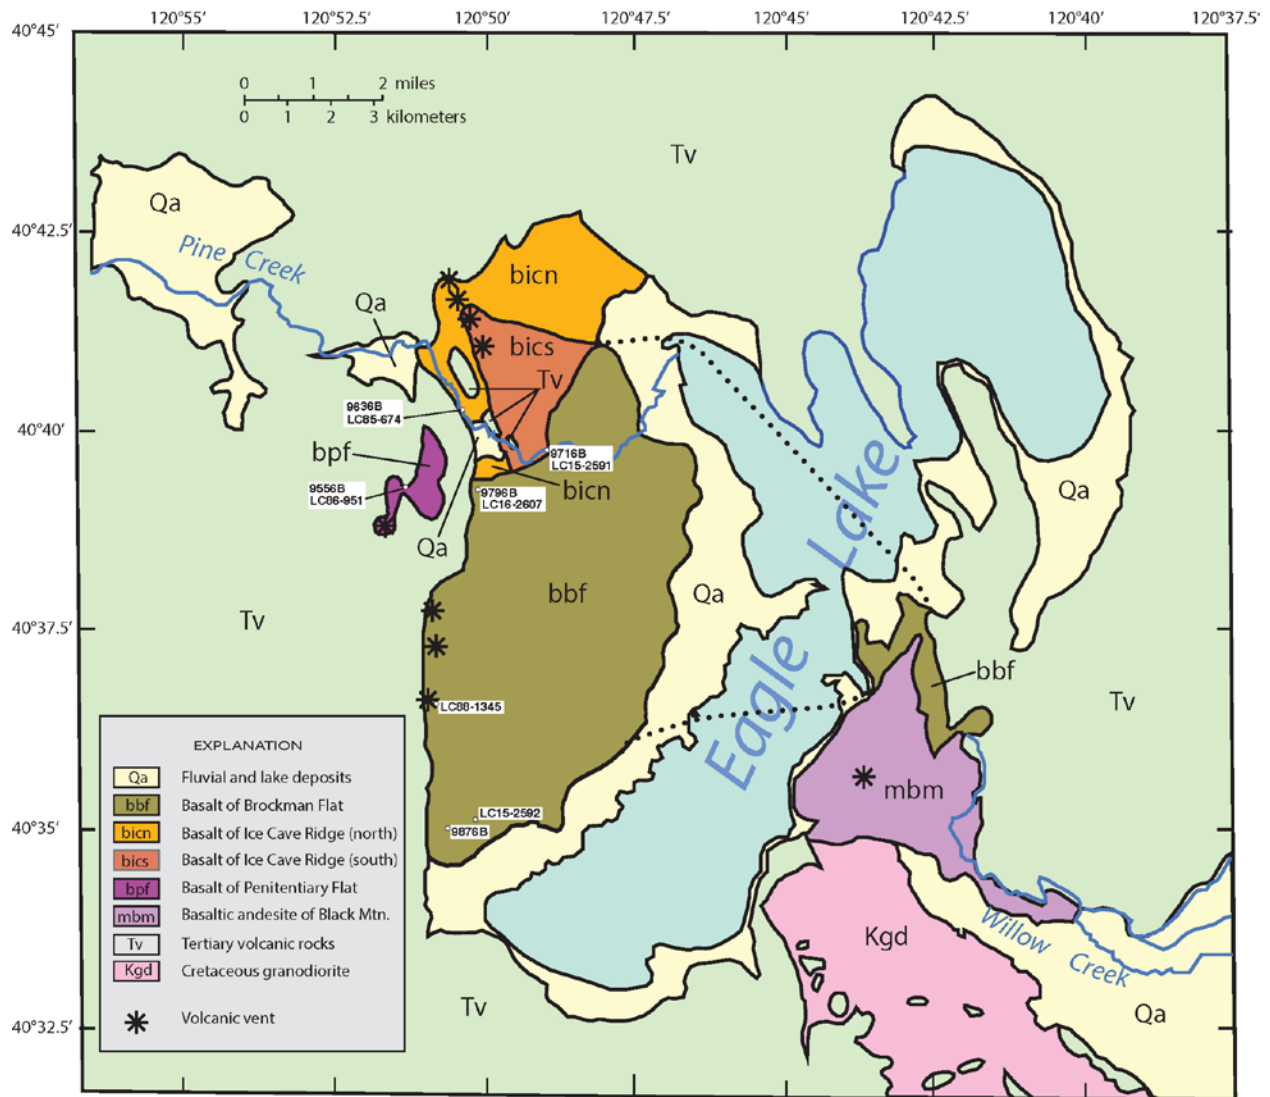 120°55′ 120°52.5′ 120°50′ 120°47.5′ 120°45′ 120°42.5′ 120°40′ 120°37.5′
40°45′
0 1 2 miles
0 1 2 3 kilometers
Tv
Qa
40°42.5′
Pine Creek
bicn
Qa
bics
Tv
9636B
LC85-674
40°40′
bpf
9716B
LC15-2591
9556B
LC86-951
bicn
9796B
LC16-2607
Qa
Qa
Lake
bbf
Qa
Tv
40°37.5′
bbf
Tv
Eagle
LC88-1345
mbm
LC15-2592
9876B
40°35′
Kgd
Willow Creek
Tv
Qa
40°32.5′
EXPLANATION
Qa Fluvial and lake deposits
bbf Basalt of Brockman Flat
bicn Basalt of Ice Cave Ridge (north)
bics Basalt of Ice Cave Ridge (south)
bpf Basalt of Penitentiary Flat
mbm Basaltic andesite of Black Mtn.
Tv Tertiary volcanic rocks
Kgd Cretaceous granodiorite
Volcanic vent